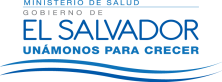 MINISTERIO DE SALUD
GOBIERNO DE
EL SALVADOR
UNÁMONOS PARA CRECER